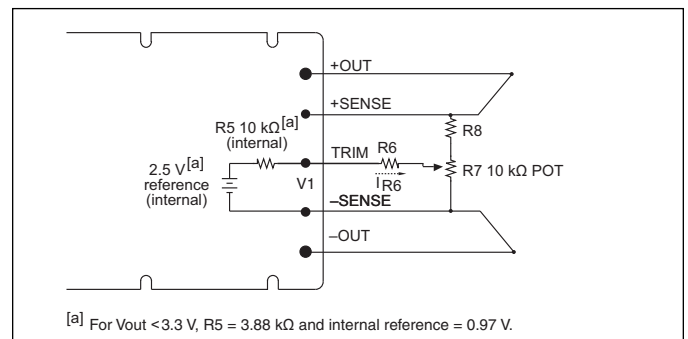 +OUT
+SENSE
R5 10 kΩ[a]
(internal)
R8
TRIM
R6
2.5 V[a]
reference
(internal)
V1
IR6
R7 10 kΩ POT
–SENSE
–OUT
[a] For Vout <3.3 V, R5 = 3.88 kΩ and internal reference = 0.97 V.